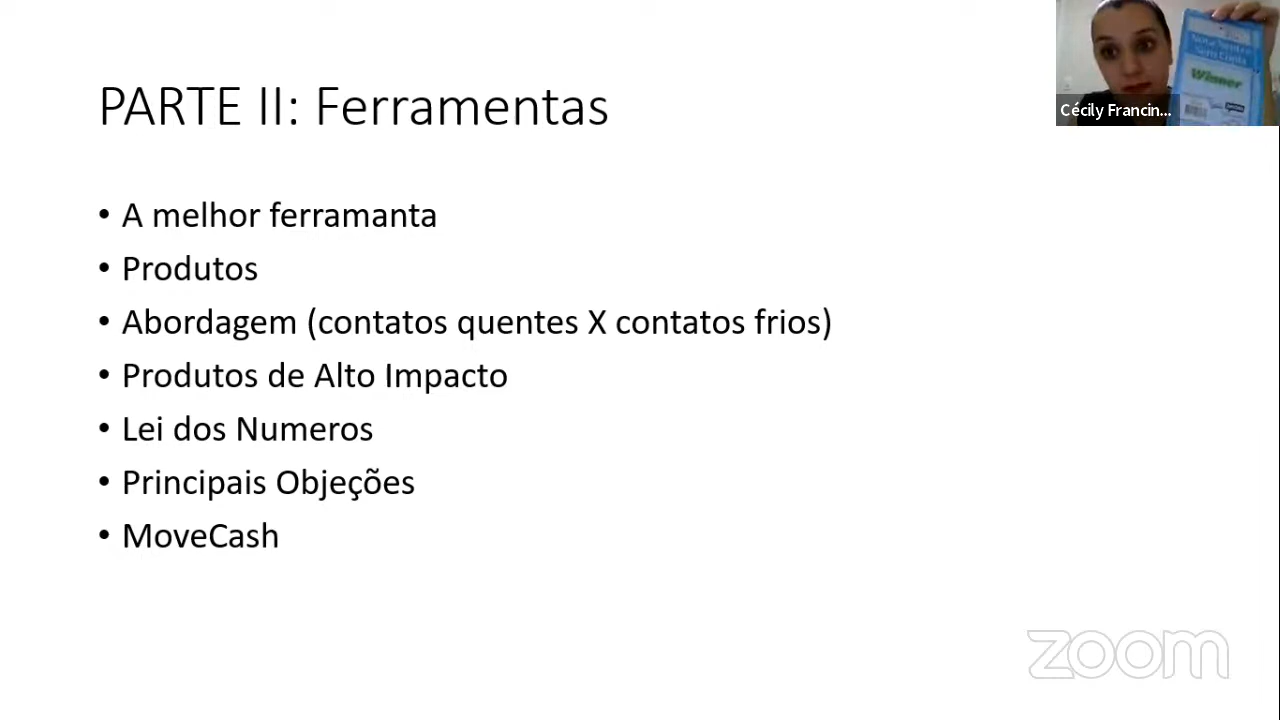 PARTE II: Ferramentas
Cécily Francin...
Winner
• A melhor ferramanta
• Produtos
• Abordagem (contatos quentes X contatos frios)
• Produtos de Alto Impacto
• Lei dos Numeros
• Principais Objeções
• MoveCash
zoom